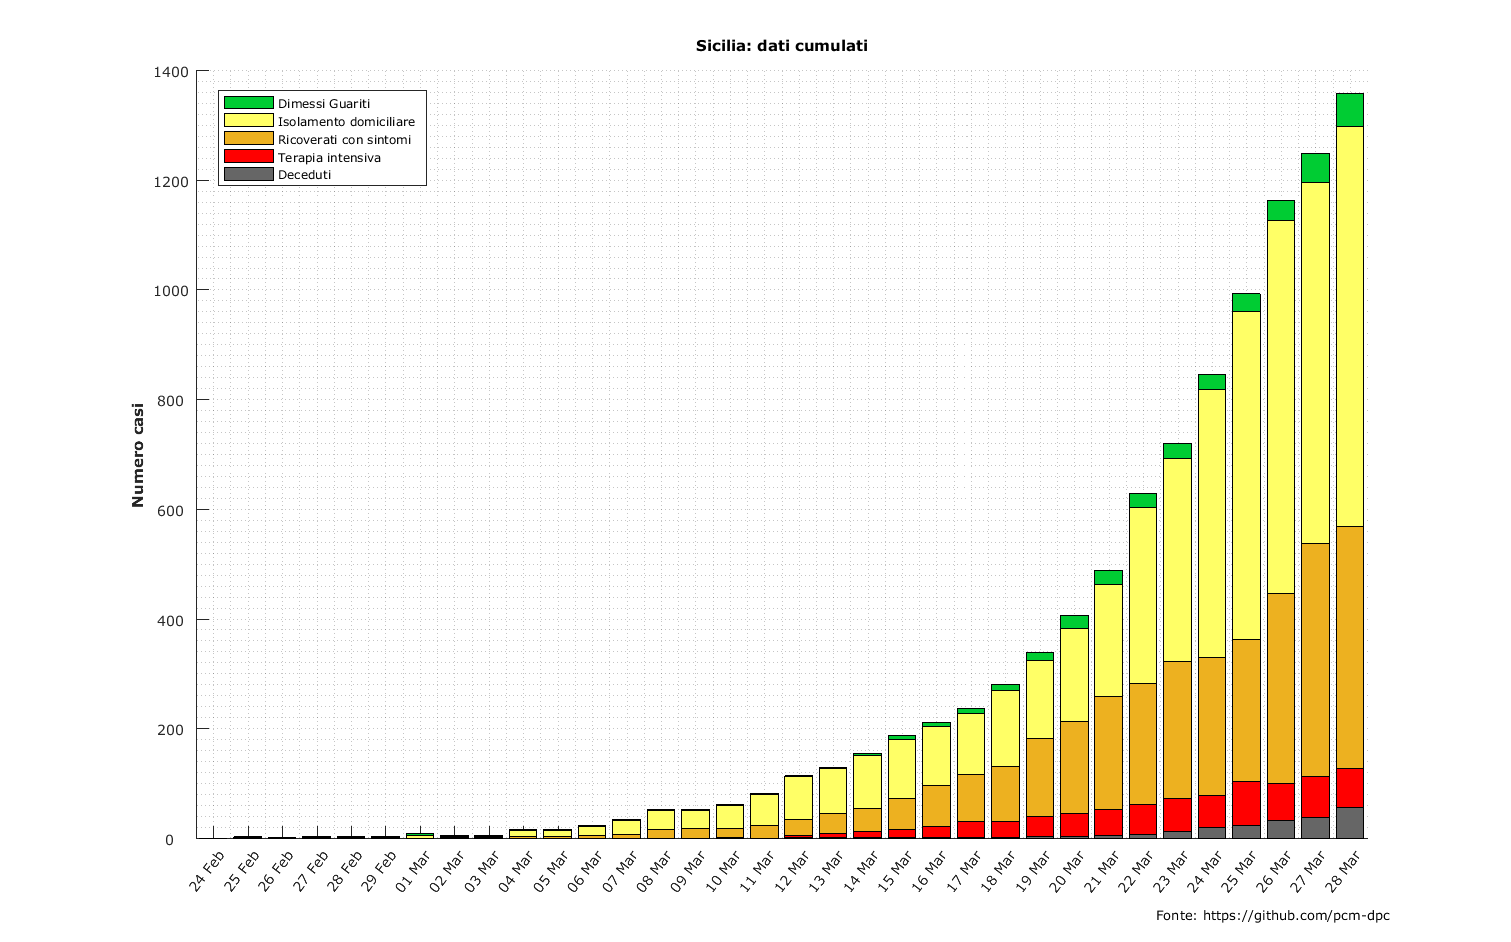 Sicilia: dati cumulati
1400
1200
1000
800
600
400
200
0
Numero casi
Dimessi Guariti
Isolamento domiciliare
Ricoverati con sintomi
Terapia intensiva
Deceduti
24 Feb
25 Feb
26 Feb
27 Feb
28 Feb
29 Feb
01 Mar
02 Mar
03 Mar
04 Mar
05 Mar
06 Mar
07 Mar
08 Mar
09 Mar
10 Mar
11 Mar
12 Mar
13 Mar
14 Mar
15 Mar
16 Mar
17 Mar
18 Mar
19 Mar
20 Mar
21 Mar
22 Mar
23 Mar
24 Mar
25 Mar
26 Mar
27 Mar
28 Mar
Fonte: https://github.com/pcm-dpc